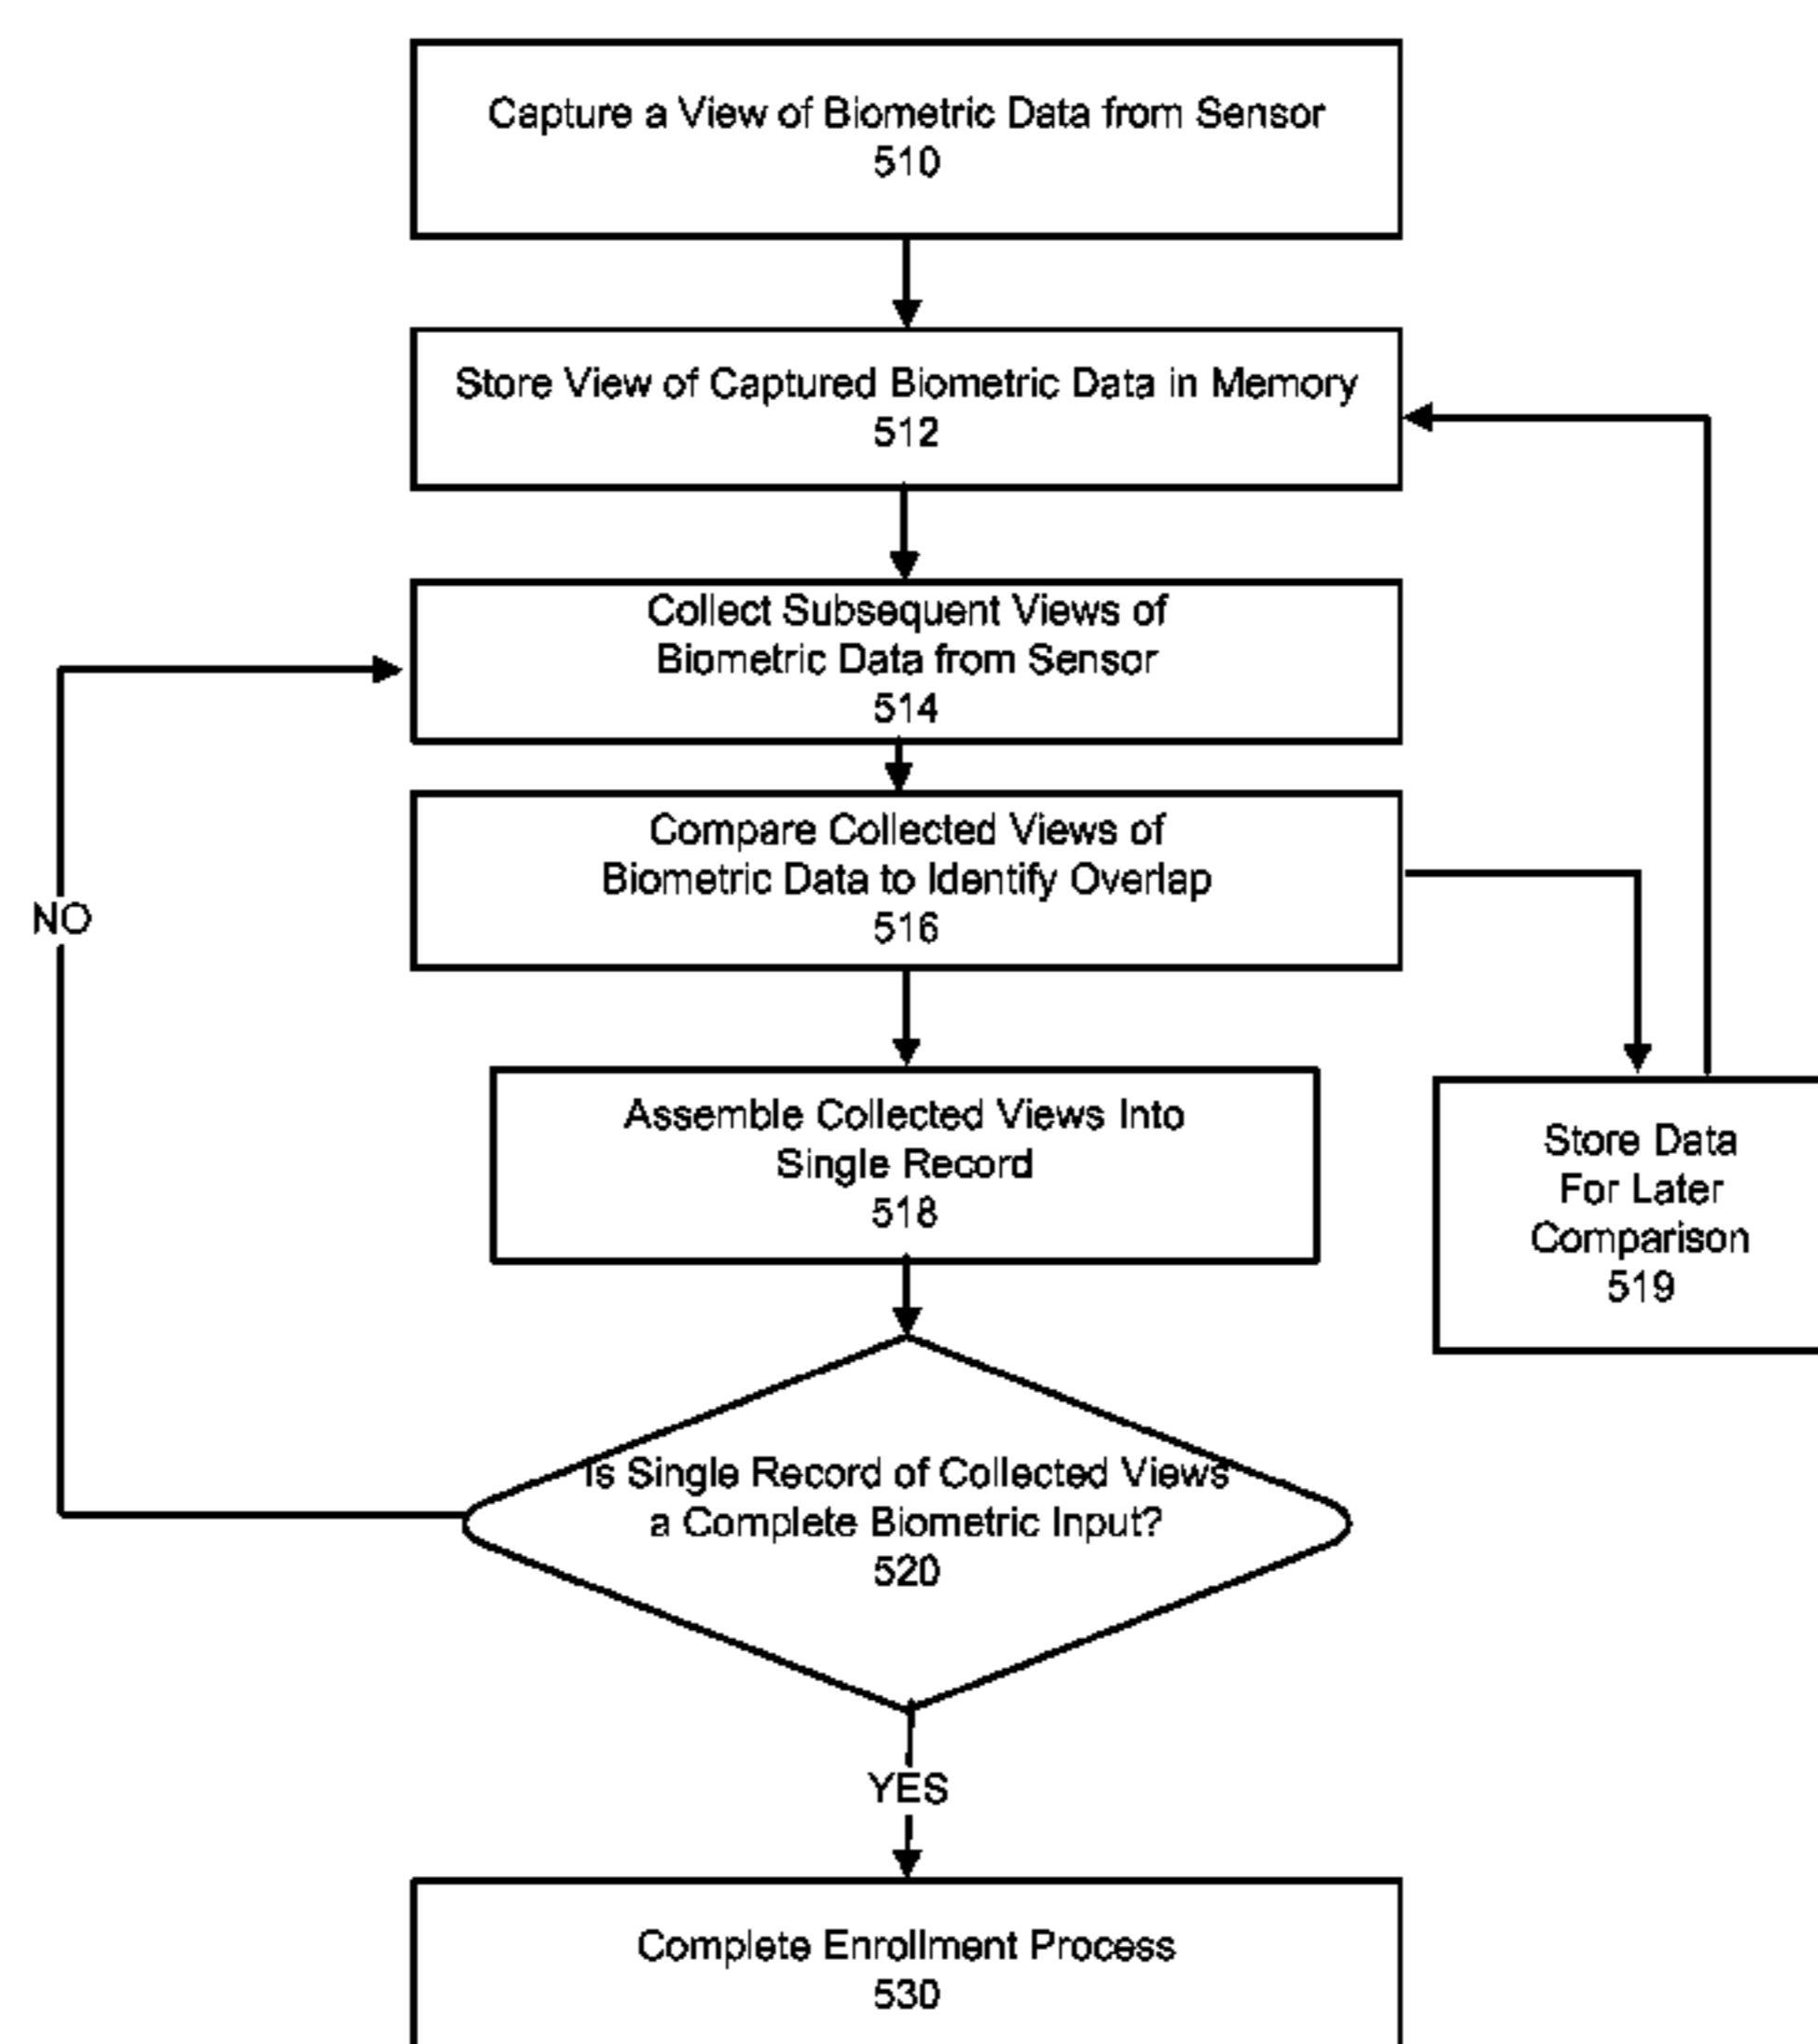 Capture a View of Biometric Data from Sensor
510
Store View of Captured Biometric Data in Memory
512
Collect Subsequent Views of
Biometric Data from Sensor
514
Compare Collected Views of
Biometric Data to Identify Overlap
516
NO
Assemble Collected Views Into
Single Record
518
Store Data
For Later
Comparison
519
Is Single Record of Collected Views
a Complete Biometric Input?
520
YES
Complete Enrollment Process
530